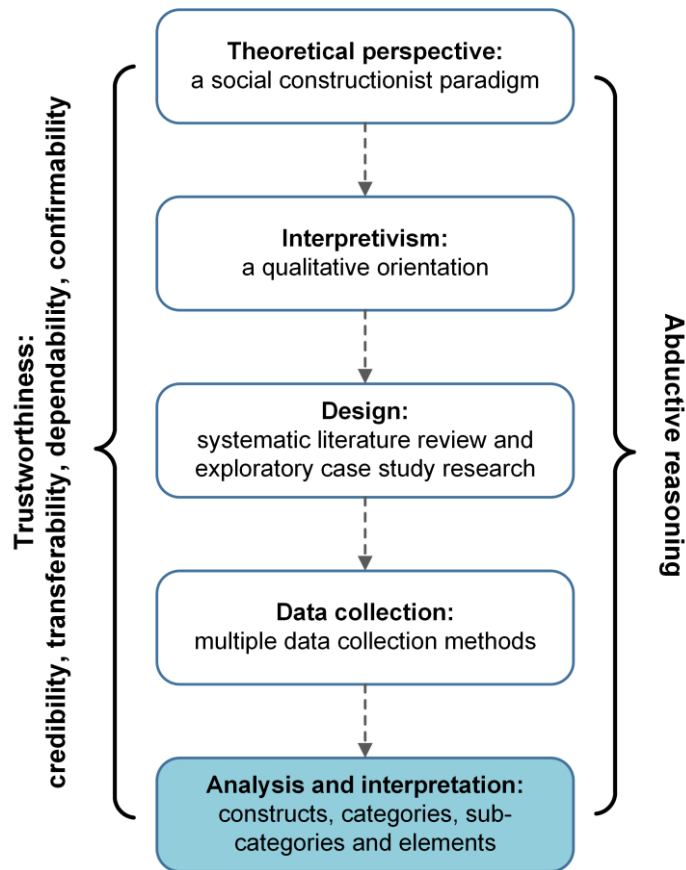 Trustworthiness:
credibility, transferability, dependability, confirmability
Theoretical perspective:
a social constructionist paradigm
Interpretivism:
a qualitative orientation
Design:
systematic literature review and
exploratory case study research
Data collection:
multiple data collection methods
Analysis and interpretation:
constructs, categories, sub-
categories and elements
Abductive reasoning